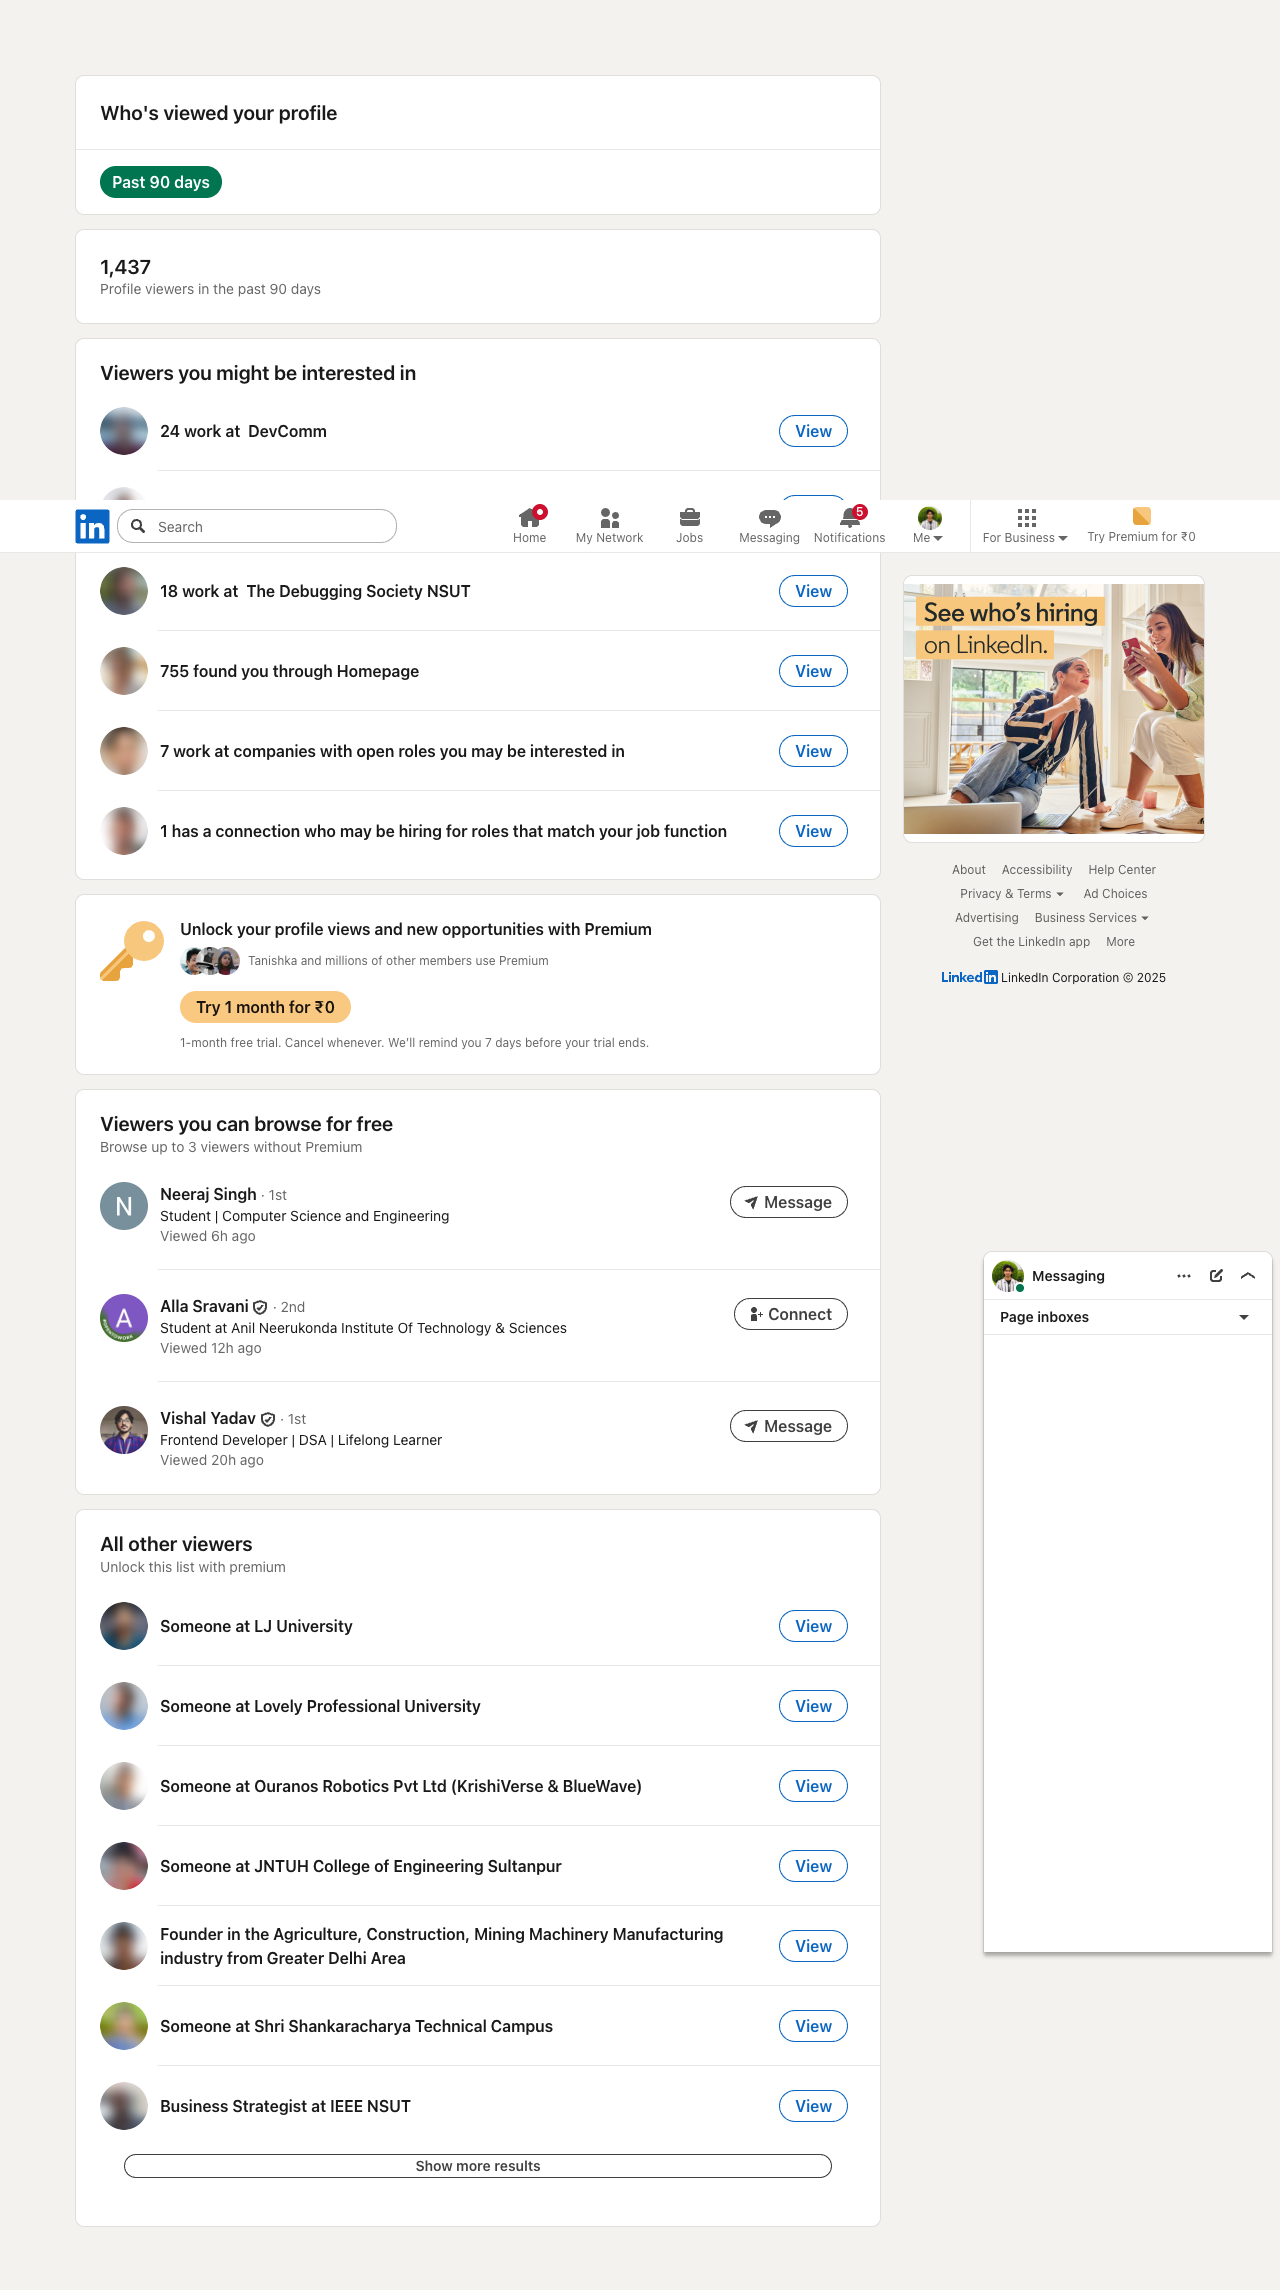 Who's viewed your profile
Past 90 days
1,437
Profile viewers in the past 90 days
Viewers you might be interested in
24 work at DevComm
View
in
Search
Home
My Network
Jobs
Messaging
5
Notifications
Me
For Business
Try Premium for ₹0
18 work at The Debugging Society NSUT
View
755 found you through Homepage
View
7 work at companies with open roles you may be interested in
View
1 has a connection who may be hiring for roles that match your job function
View
See who's hiring
on LinkedIn.
About Accessibility Help Center
Privacy & Terms Ad Choices
Advertising Business Services
Get the LinkedIn app More
LinkedIn LinkedIn Corporation © 2025
Unlock your profile views and new opportunities with Premium
Tanishka and millions of other members use Premium
Try 1 month for ₹0
1-month free trial. Cancel whenever. We'll remind you 7 days before your trial ends.
Viewers you can browse for free
Browse up to 3 viewers without Premium
N
Neeraj Singh · 1st
Student | Computer Science and Engineering
Viewed 6h ago
Message
A
Alla Sravani · 2nd
Student at Anil Neerukonda Institute Of Technology & Sciences
Viewed 12h ago
Connect
Vishal Yadav · 1st
Frontend Developer | DSA | Lifelong Learner
Viewed 20h ago
Message
Messaging
Page inboxes
All other viewers
Unlock this list with premium
Someone at LJ University
View
Someone at Lovely Professional University
View
Someone at Ouranos Robotics Pvt Ltd (KrishiVerse & BlueWave)
View
Someone at JNTUH College of Engineering Sultanpur
View
Founder in the Agriculture, Construction, Mining Machinery Manufacturing
industry from Greater Delhi Area
View
Someone at Shri Shankaracharya Technical Campus
View
Business Strategist at IEEE NSUT
View
Show more results